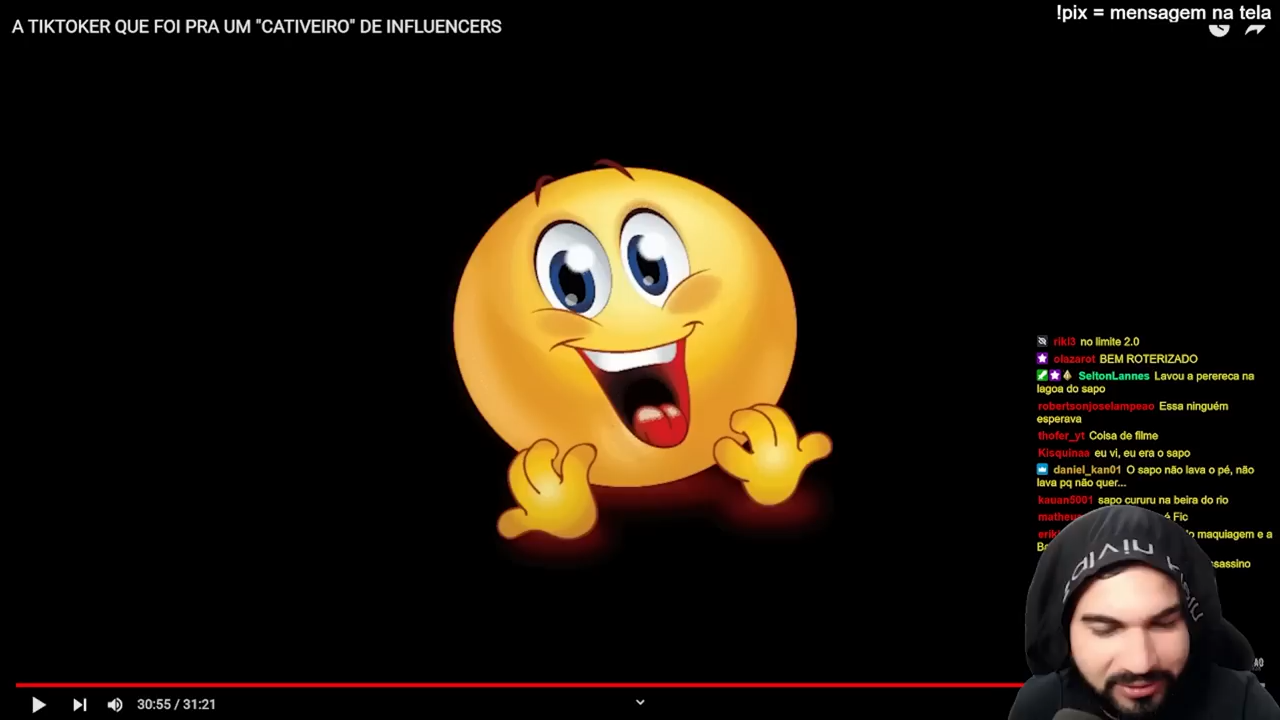 A TIKTOKER QUE FOI PRA UM "CATIVEIRO" DE INFLUENCERS
!pix = mensagem na tela
rikl3 no limite 2.0
olazarot BEM ROTERIZADO
SeltonLannes Lavou a perereca na
lagoa do sapo
robertsonjoselampeao Essa ninguém
esperava
thofer_yt Coisa de filme
Kisquinaa eu vi, eu era o sapo
daniel_kan01 O sapo não lava o pé, não
lava pq não quer...
kauan5001 sapo cururu na beira do rio
é Fic
maquiagem e a
30:55 / 31:21